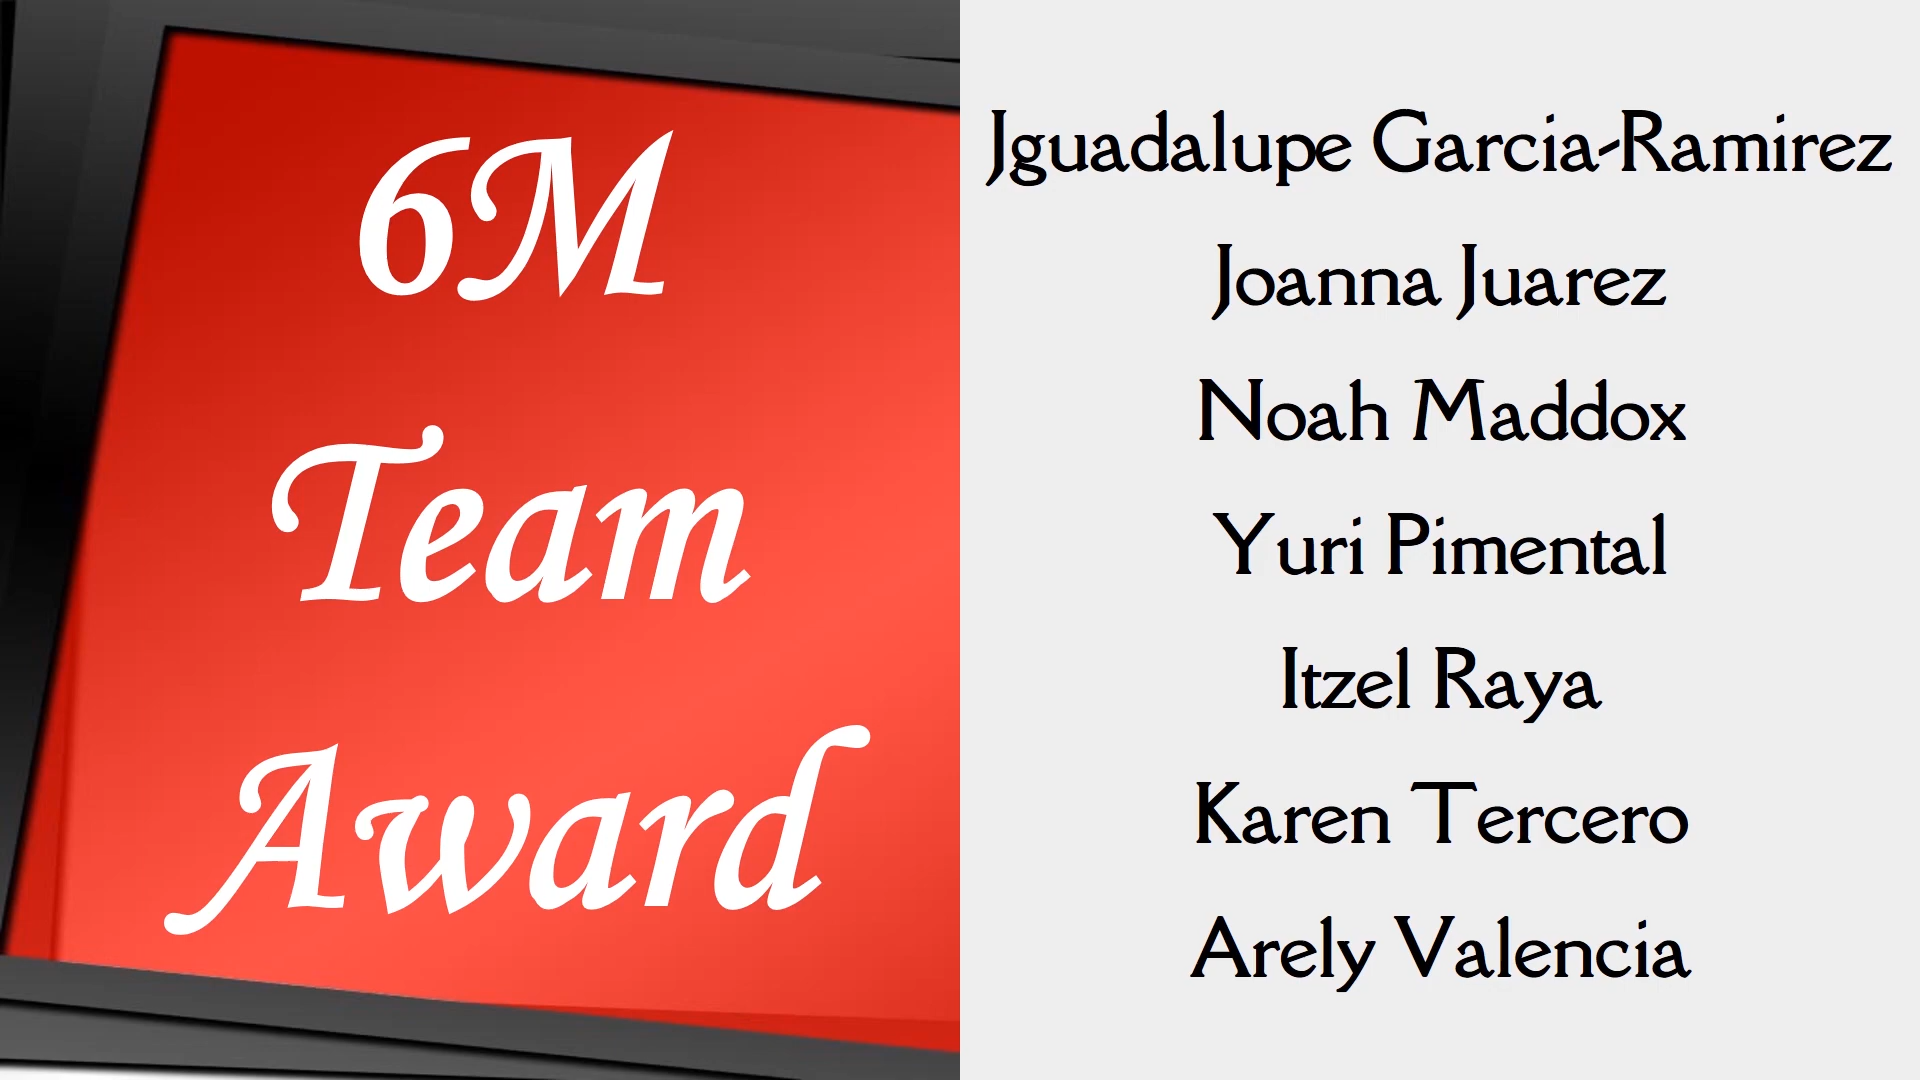 6M
Team
Award
Jguadalupe Garcia-Ramirez
Joanna Juarez
Noah Maddox
Yuri Pimental
Itzel Raya
Karen Tercero
Arely Valencia